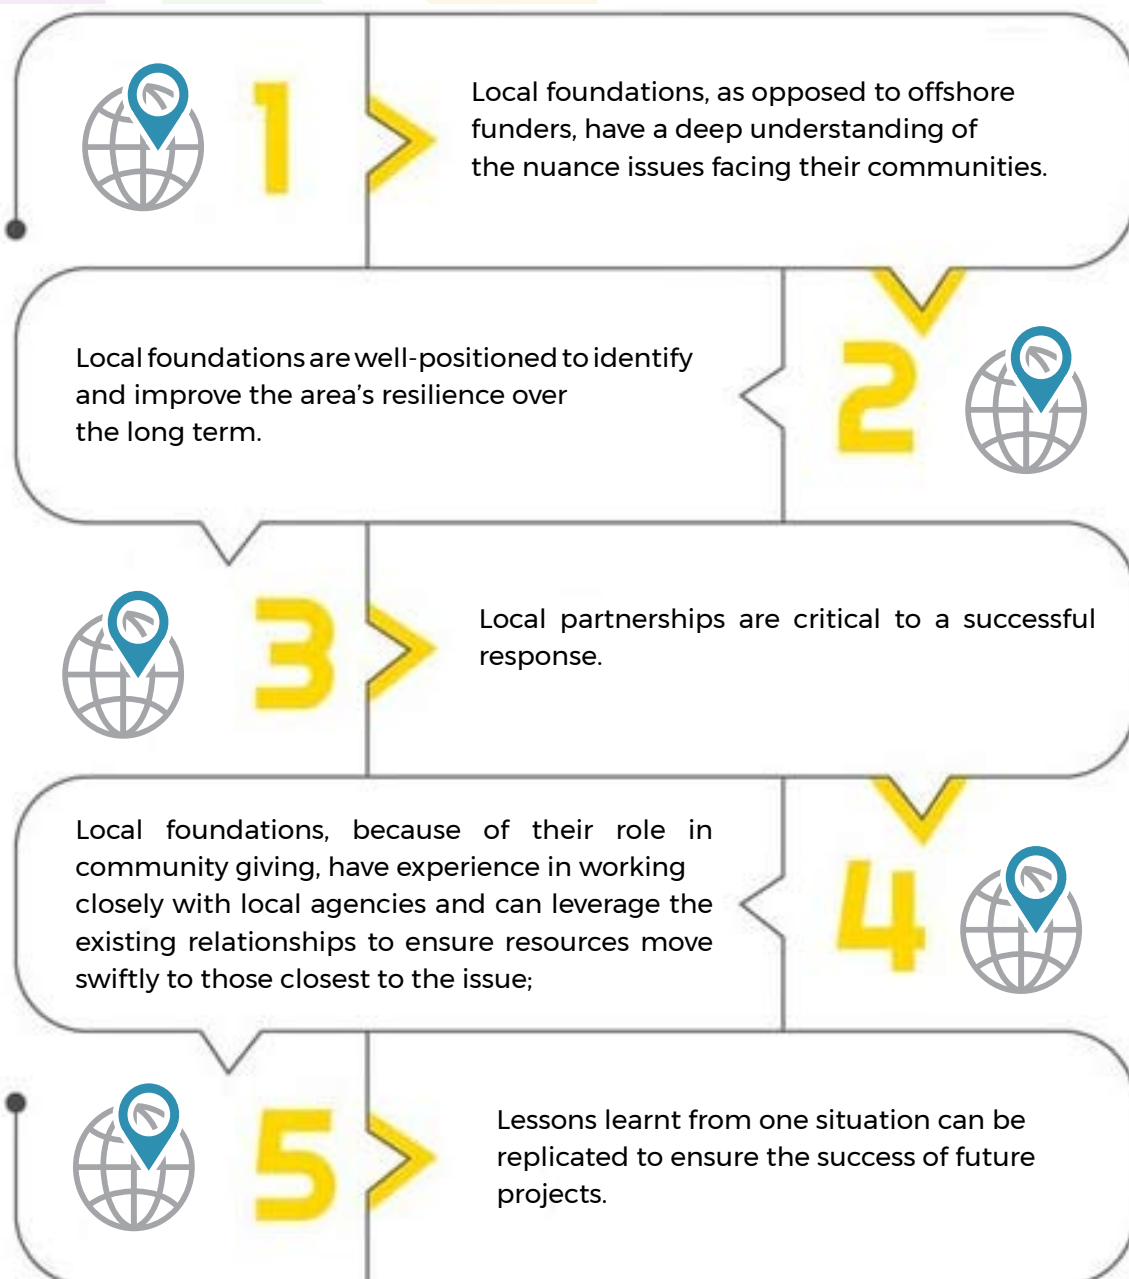 1
Local foundations, as opposed to offshore
funders, have a deep understanding of
the nuance issues facing their communities.
Local foundations are well-positioned to identify
and improve the area’s resilience over
the long term.
2
3
Local partnerships are critical to a successful
response.
Local foundations, because of their role in
community giving, have experience in working
closely with local agencies and can leverage the
existing relationships to ensure resources move
swiftly to those closest to the issue;
4
5
Lessons learnt from one situation can be
replicated to ensure the success of future
projects.